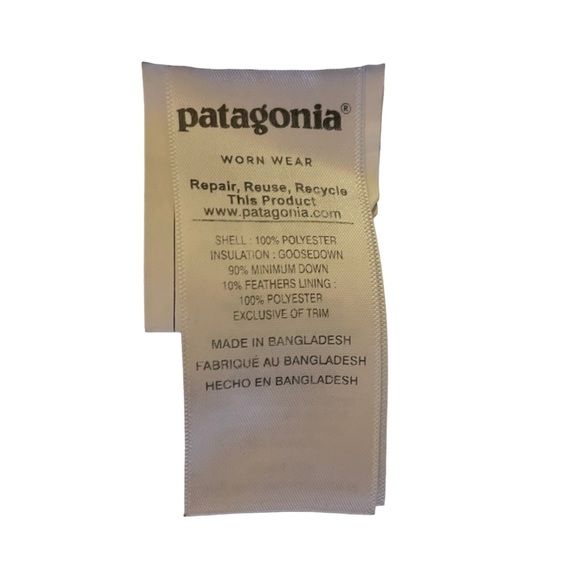 patagonia®
WORN WEAR
Repair, Reuse, Recycle
This Product
www.patagonia.com
SHELL : 100% POLYESTER
INSULATION : GOOSEDOWN
90% MINIMUM DOWN
10% FEATHERS LINING :
100% POLYESTER
EXCLUSIVE OF TRIM
MADE IN BANGLADESH
FABRIQUÉ AU BANGLADESH
HECHO EN BANGLADESH